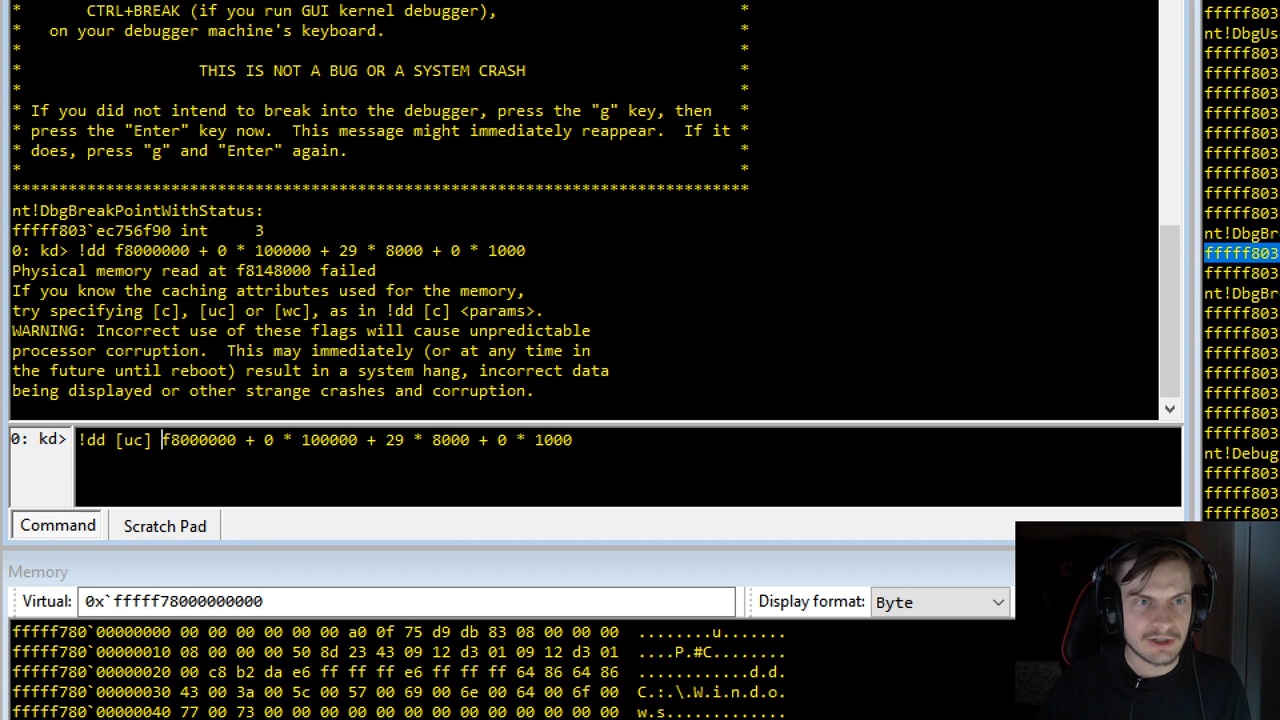 * CTRL+BREAK (if you run GUI kernel debugger), *
* on your debugger machine's keyboard. *
* *
* THIS IS NOT A BUG OR A SYSTEM CRASH *
* *
* If you did not intend to break into the debugger, press the "g" key, then *
* press the "Enter" key now. This message might immediately reappear. If it *
* does, press "g" and "Enter" again. *
* *
*******************************************************************************
nt!DbgBreakPointWithStatus:
fffff803`ec756f90 int 3
0: kd> !dd f8000000 + 0 * 100000 + 29 * 8000 + 0 * 1000
Physical memory read at f8148000 failed
If you know the caching attributes used for the memory,
try specifying [c], [uc] or [wc], as in !dd [c] <params>.
WARNING: Incorrect use of these flags will cause unpredictable
processor corruption. This may immediately (or at any time in
the future until reboot) result in a system hang, incorrect data
being displayed or other strange crashes and corruption.
0: kd> !dd [uc] f8000000 + 0 * 100000 + 29 * 8000 + 0 * 1000
Command Scratch Pad
Memory
Virtual: 0x`fffff78000000000 Display format: Byte
fffff780`00000000 00 00 00 00 00 a0 0f 75 d9 db 83 08 00 00 00 ........u.......
fffff780`00000010 08 00 00 00 50 8d 23 43 09 12 d3 01 09 12 d3 01 ....P.#C........
fffff780`00000020 00 c8 b2 da e6 ff ff ff e6 ff ff ff 64 86 64 86 ............d.d.
fffff780`00000030 43 00 3a 00 5c 00 57 00 69 00 6e 00 64 00 6f 00 C.:.\.W.i.n.d.o.
fffff780`00000040 77 00 73 00 00 00 00 00 00 00 00 00 00 00 00 00 w.s.............
fffff803
nt!DbgUs
fffff803
fffff803
fffff803
fffff803
fffff803
fffff803
fffff803
fffff803
fffff803
nt!DbgBr
fffff803
fffff803
nt!DbgBr
fffff803
fffff803
fffff803
fffff803
fffff803
fffff803
fffff803
nt!Debug
fffff803
fffff803
fffff803